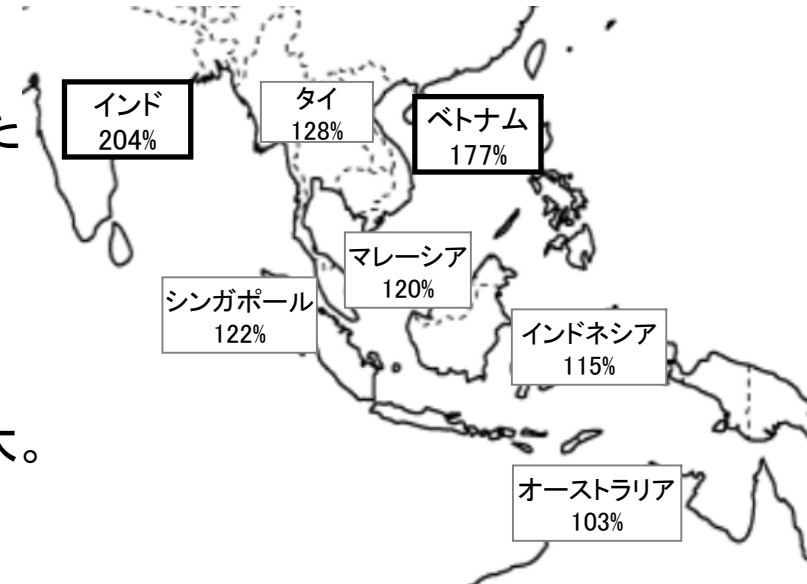 インド
204%
タイ
128%
ベトナム
177%
た
マレーシア
120%
シンガポール
122%
インドネシア
115%
大。
オーストラリア
103%